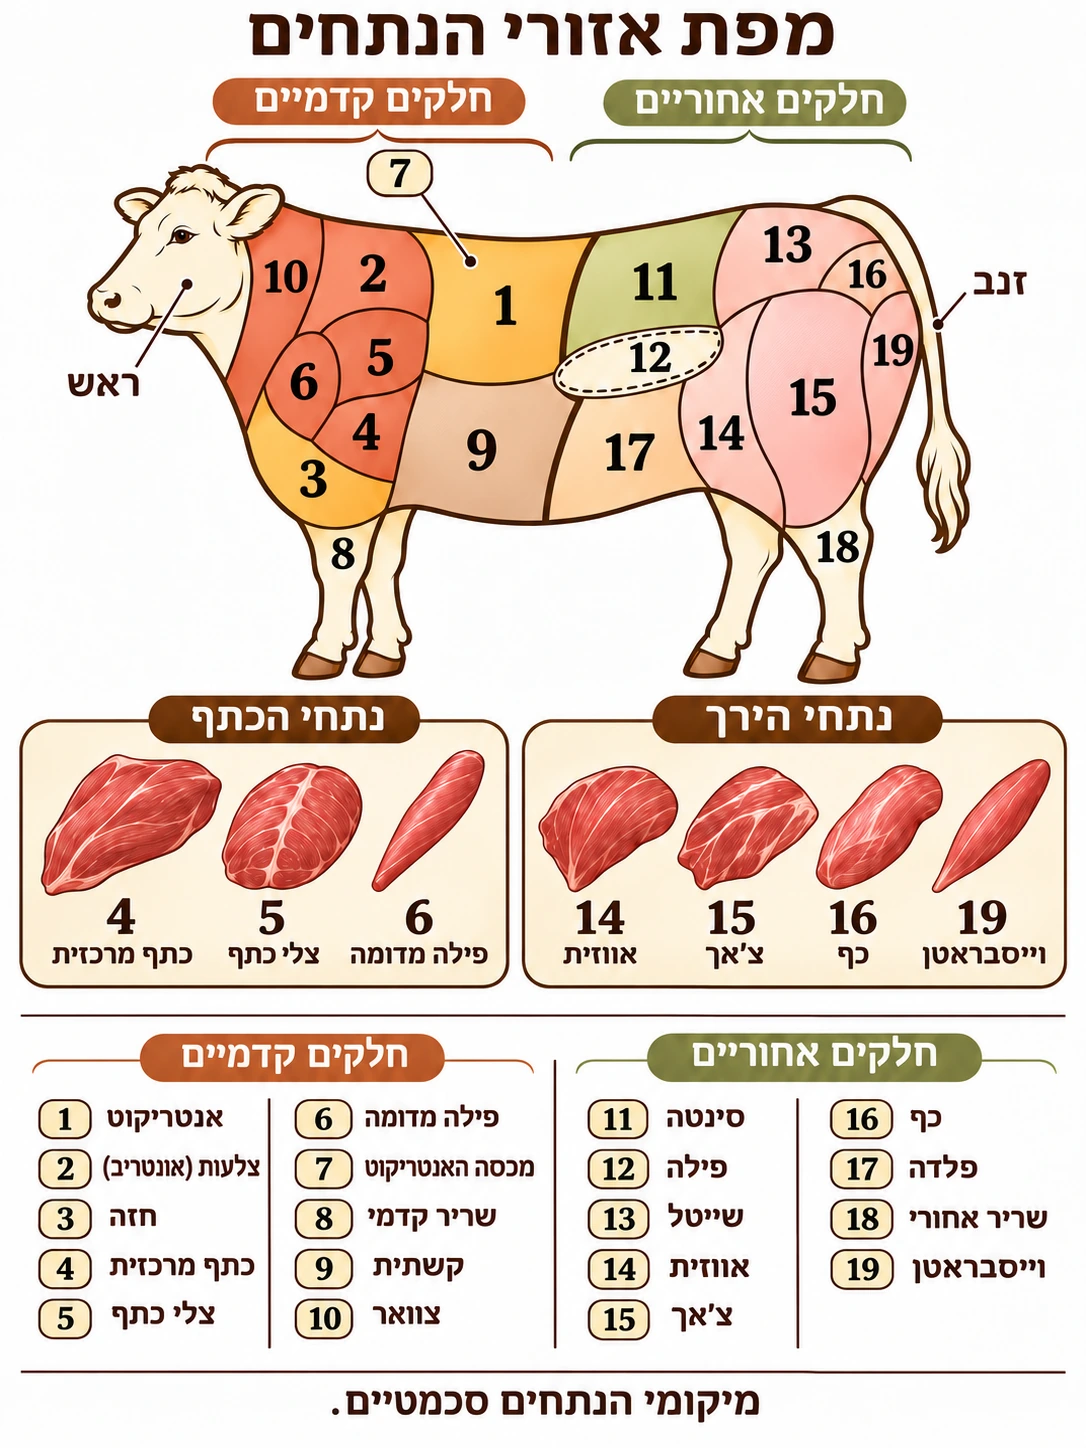 מפת אזורי הנתחים
חלקים קדמיים
חלקים אחוריים
7
10
2
1
11
13
16
זנב
12
5
6
19
ראש
15
4
14
9
17
3
8
18
נתחי הכתף
4
כתף מרכזית
5
צלי כתף
6
פילה מדומה
נתחי הירך
14
אווזית
15
צ'אך
16
כף
19
וייסבראטן
חלקים קדמיים
1 אנטריקוט
2 צלעות (אונטריב)
3 חזה
4 כתף מרכזית
5 צלי כתף
6 פילה מדומה
7 מכסה האנטריקוט
8 שריר קדמי
9 קשתית
10 צוואר
חלקים אחוריים
11 סינטה
12 פילה
13 שייטל
14 אווזית
15 צ'אך
16 כף
17 פלדה
18 שריר אחורי
19 וייסבראטן
מיקומי הנתחים סכמטיים.